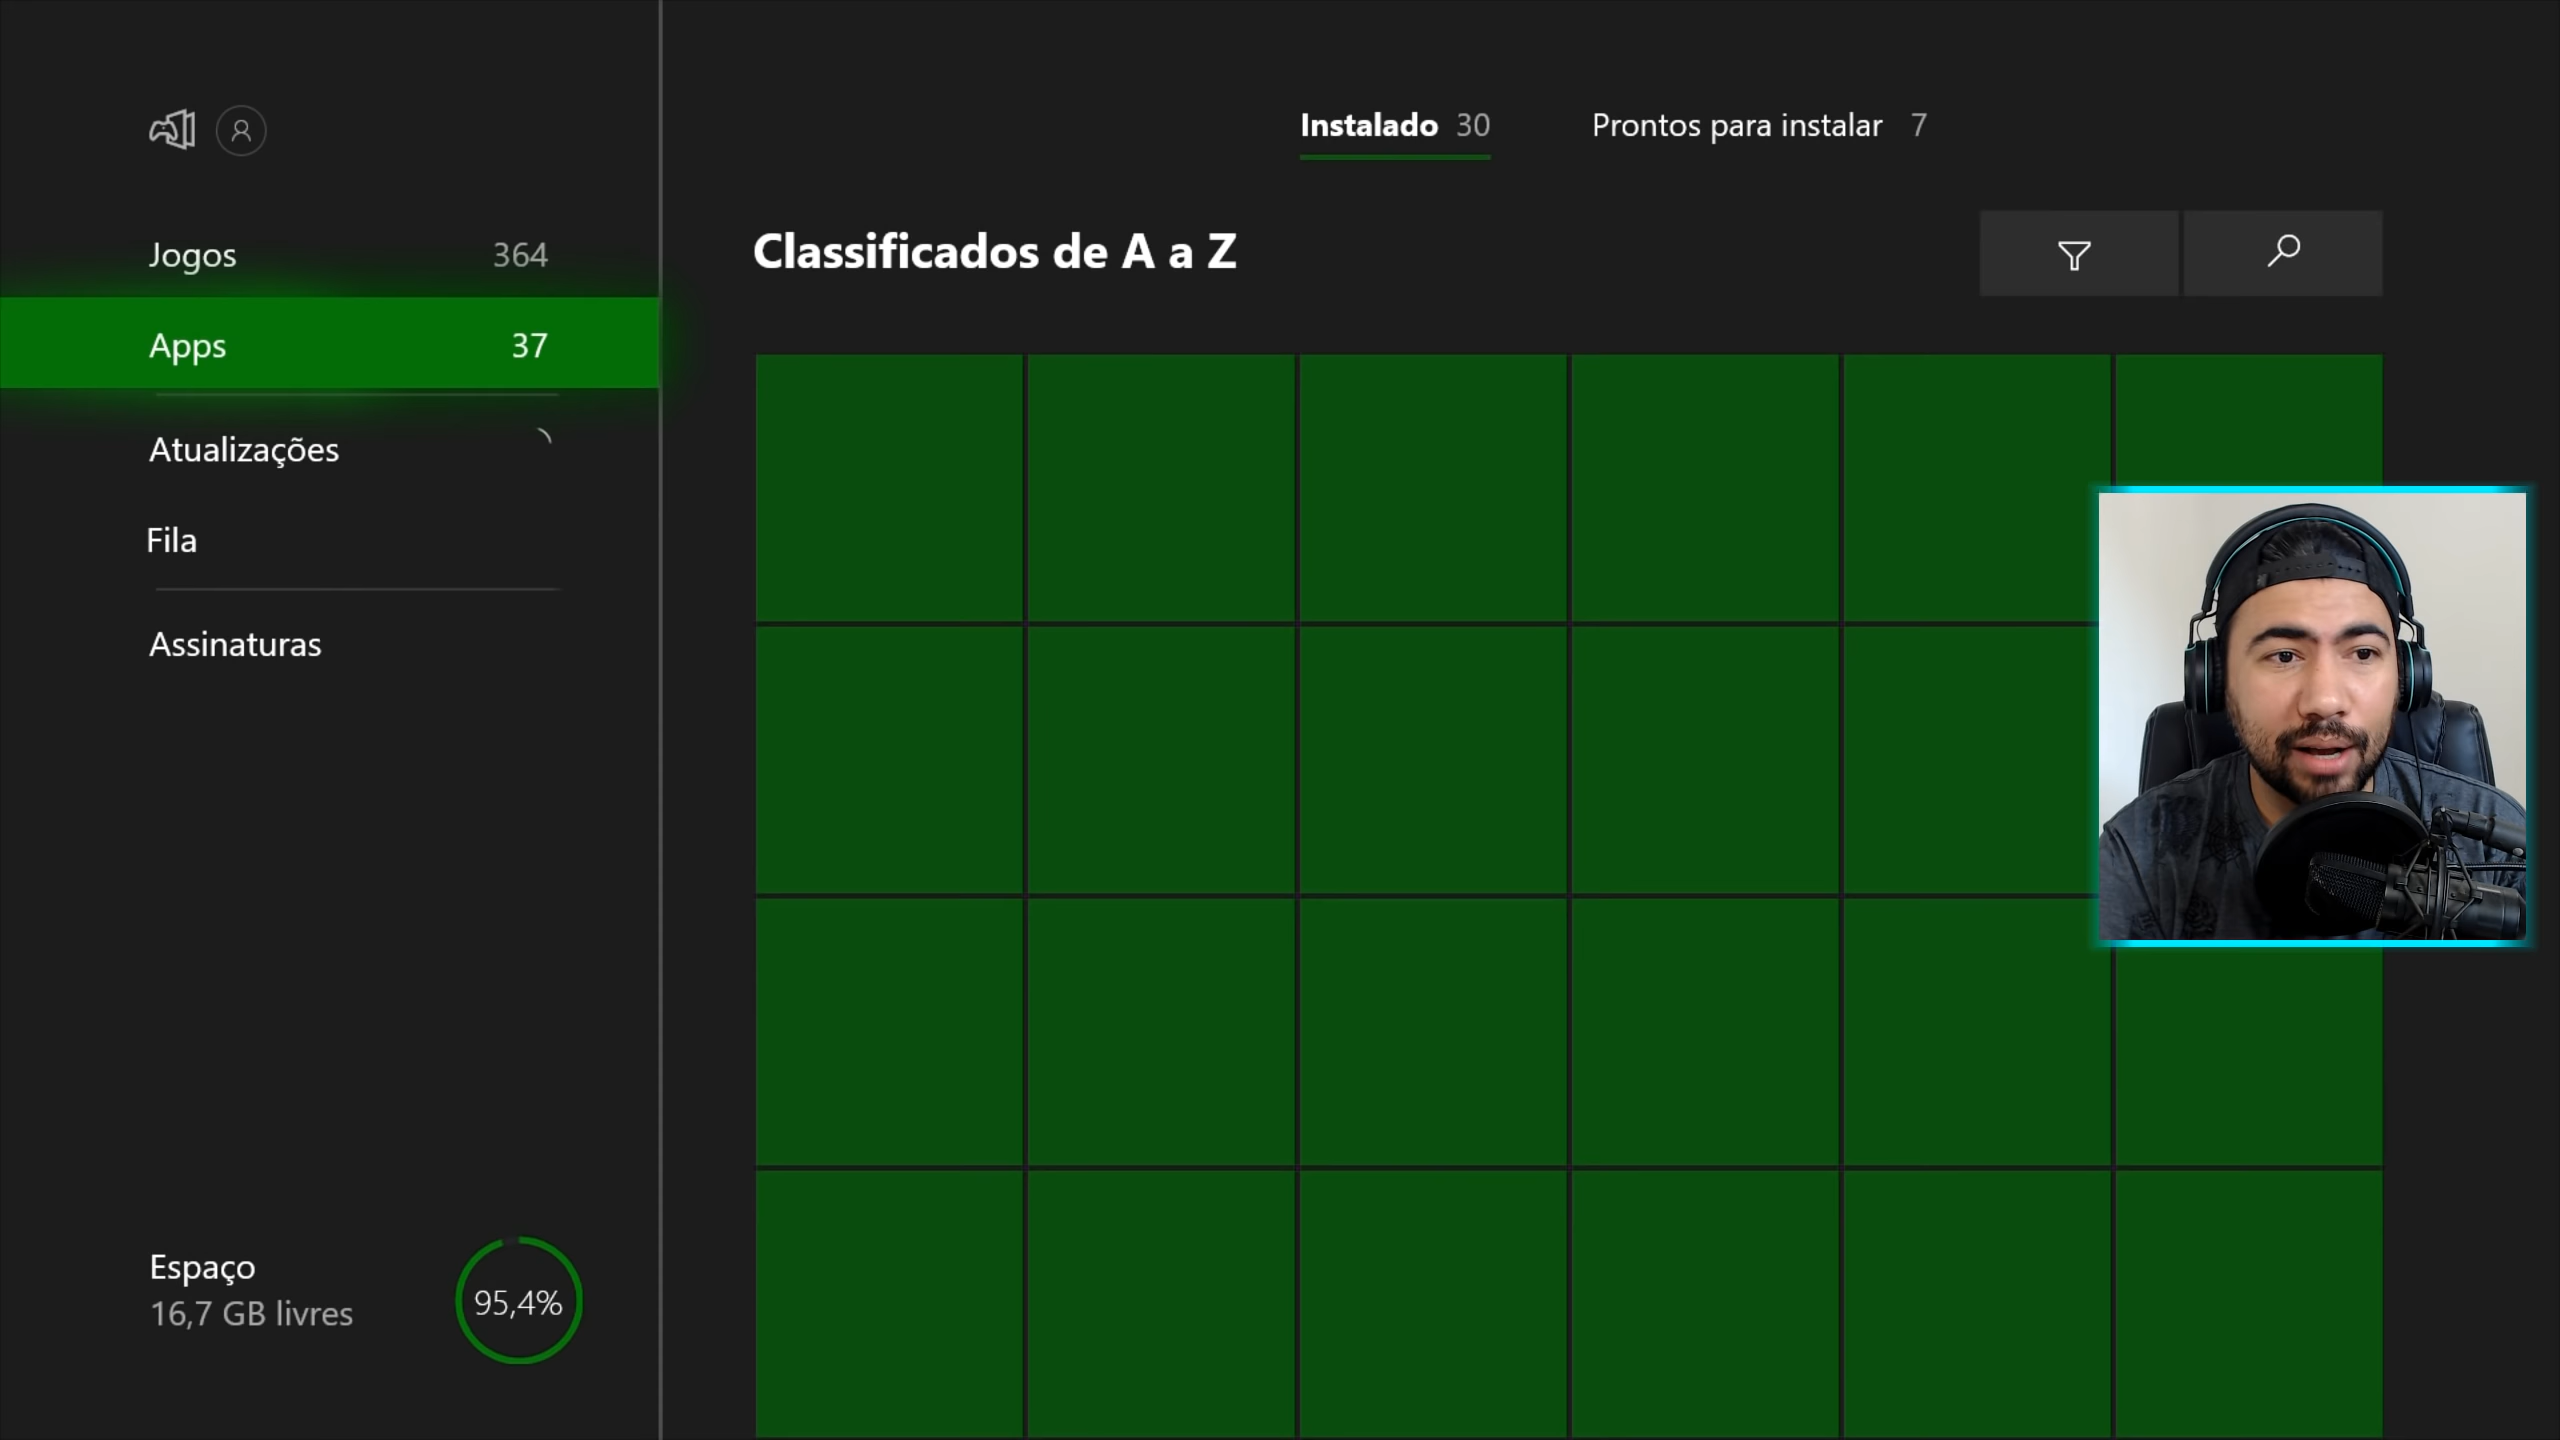 Jogos 364
Apps 37
Atualizações
Fila
Assinaturas
Espaço
16,7 GB livres
95,4%
Instalado 30
Prontos para instalar 7
Classificados de A a Z